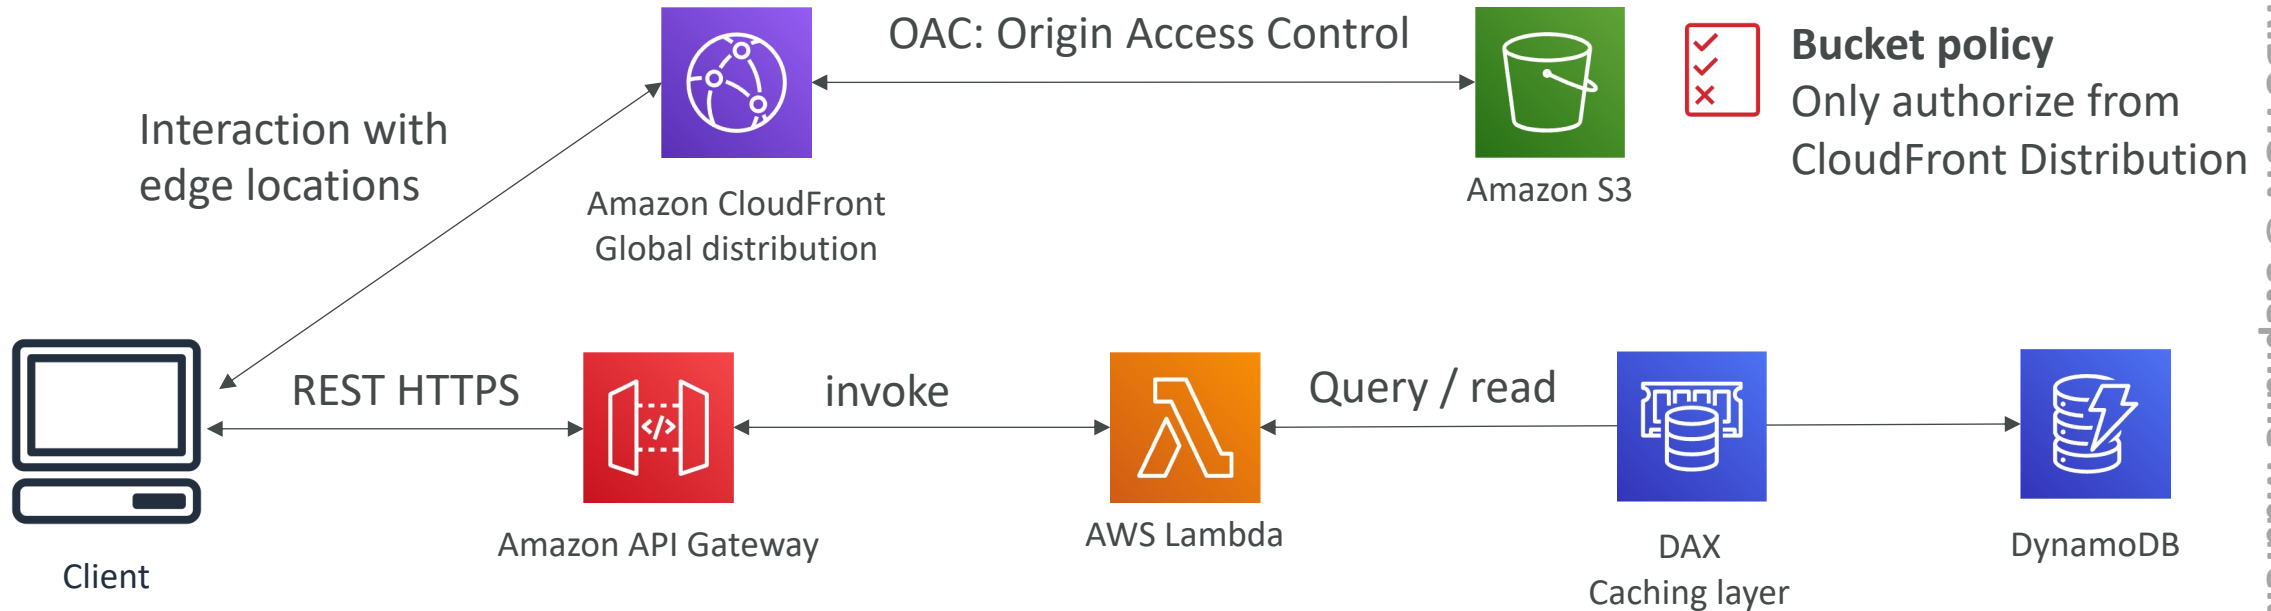 OAC: Origin Access Control
Bucket policy
Only authorize from
CloudFront Distribution
Interaction with
edge locations
Amazon S3
Amazon CloudFront
Global distribution
REST HTTPS
invoke
Query / read
</>
Amazon API Gateway
AWS Lambda
DAX
Caching layer
DynamoDB
Client